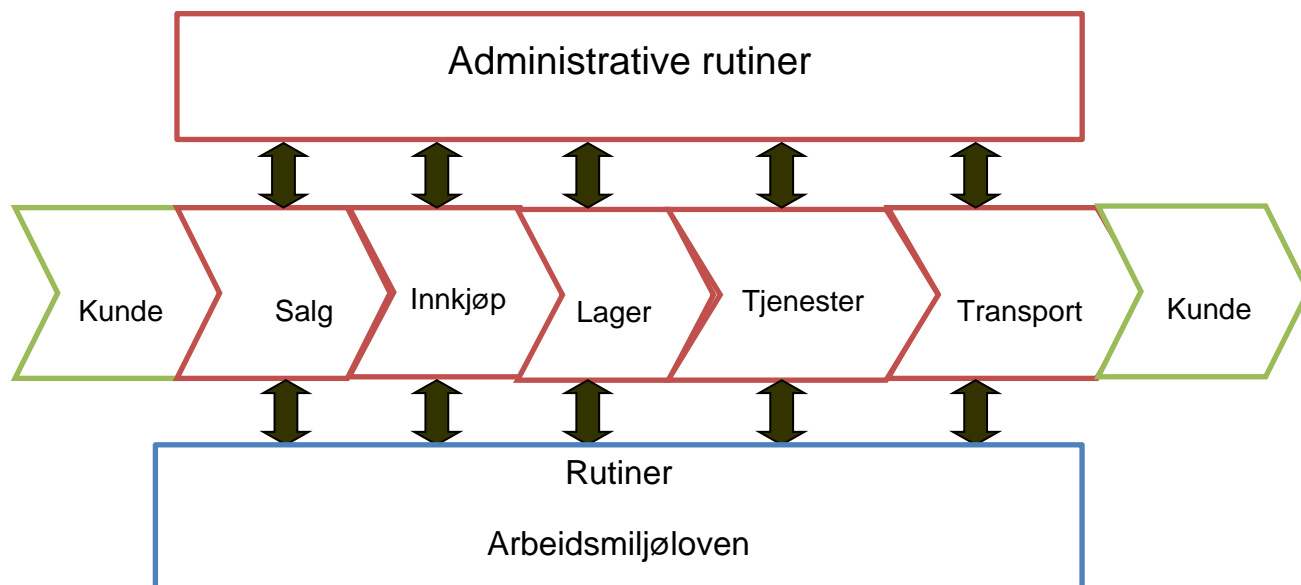 Administrative rutiner
Kunde
Salg
Innkjøp
Lager
Tjenester
Transport
Kunde
Rutiner
Arbeidsmiljøloven